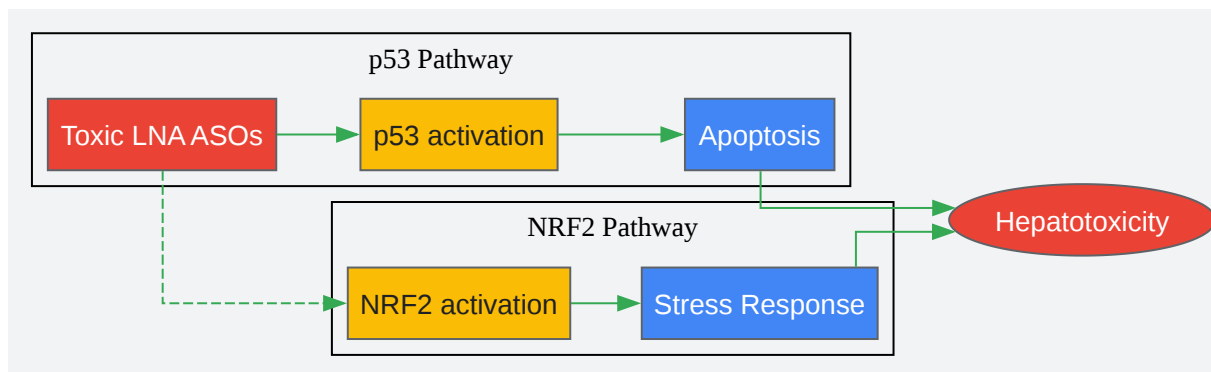 p53 Pathway
Toxic LNA ASOs
p53 activation
Apoptosis
NRF2 Pathway
Hepatotoxicity
NRF2 activation
Stress Response